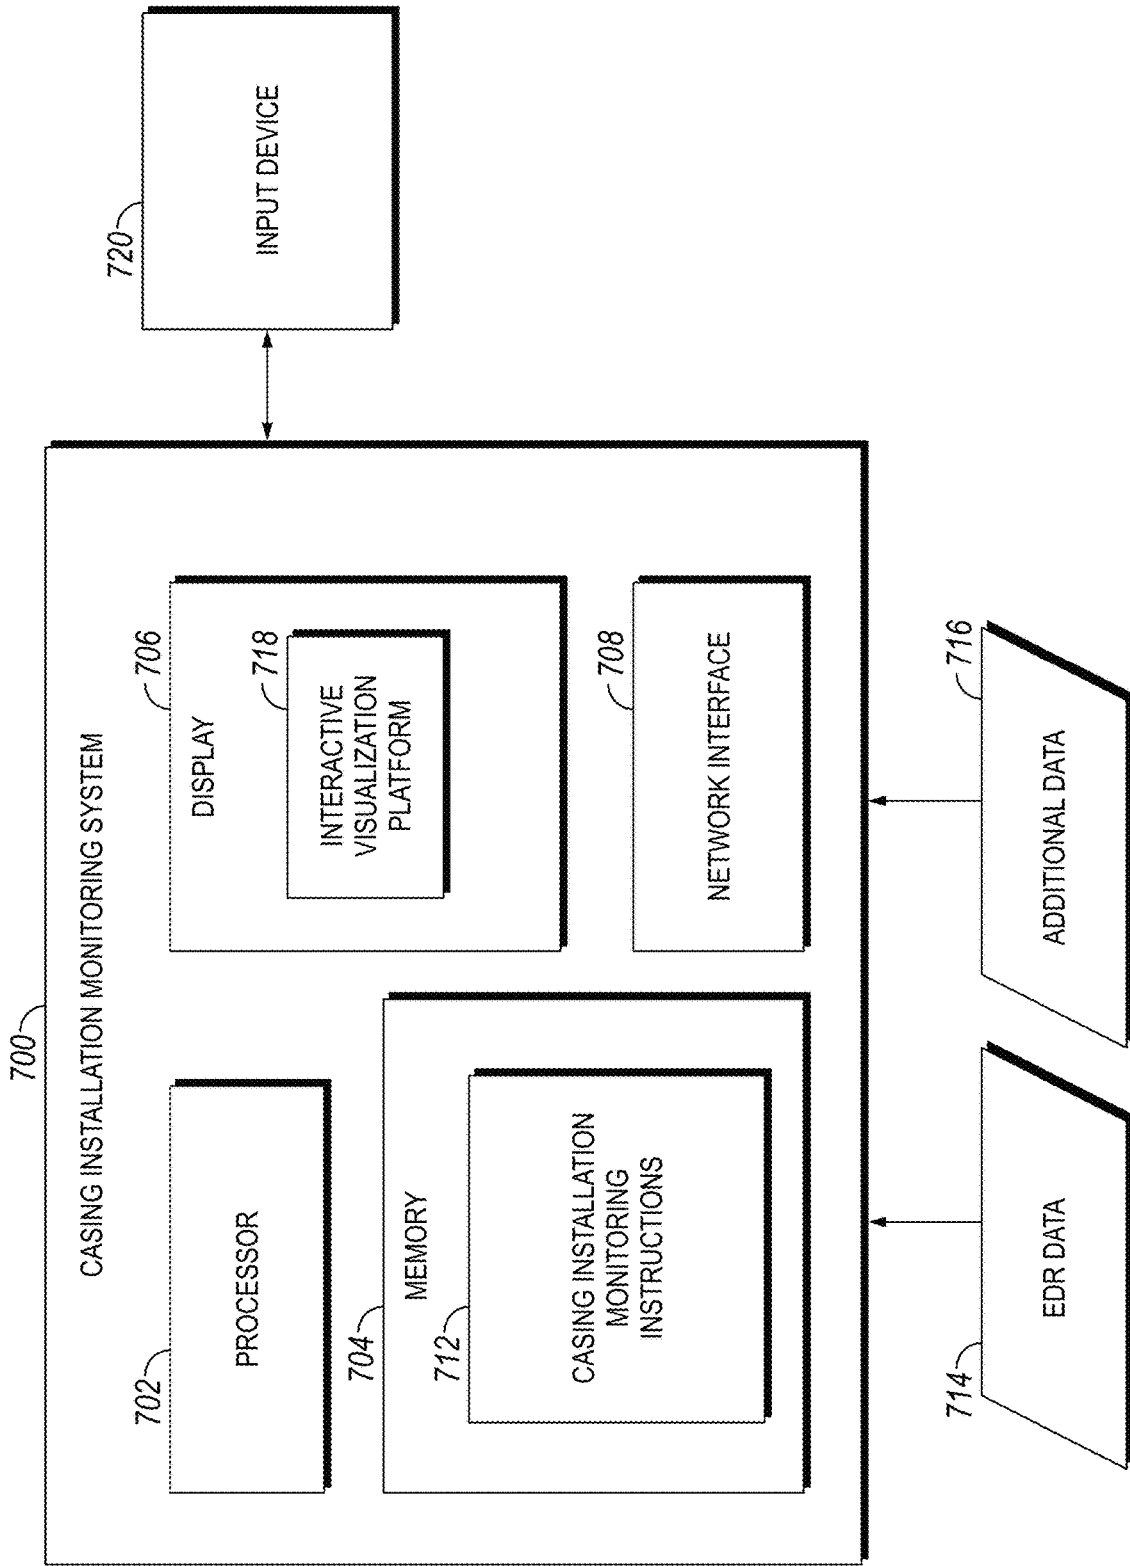 700
CASING INSTALLATION MONITORING SYSTEM
702
PROCESSOR
704
MEMORY
712
CASING INSTALLATION
MONITORING
INSTRUCTIONS
706
DISPLAY
718
INTERACTIVE
VISUALIZATION
PLATFORM
708
NETWORK INTERFACE
720
INPUT DEVICE
714
EDR DATA
716
ADDITIONAL DATA